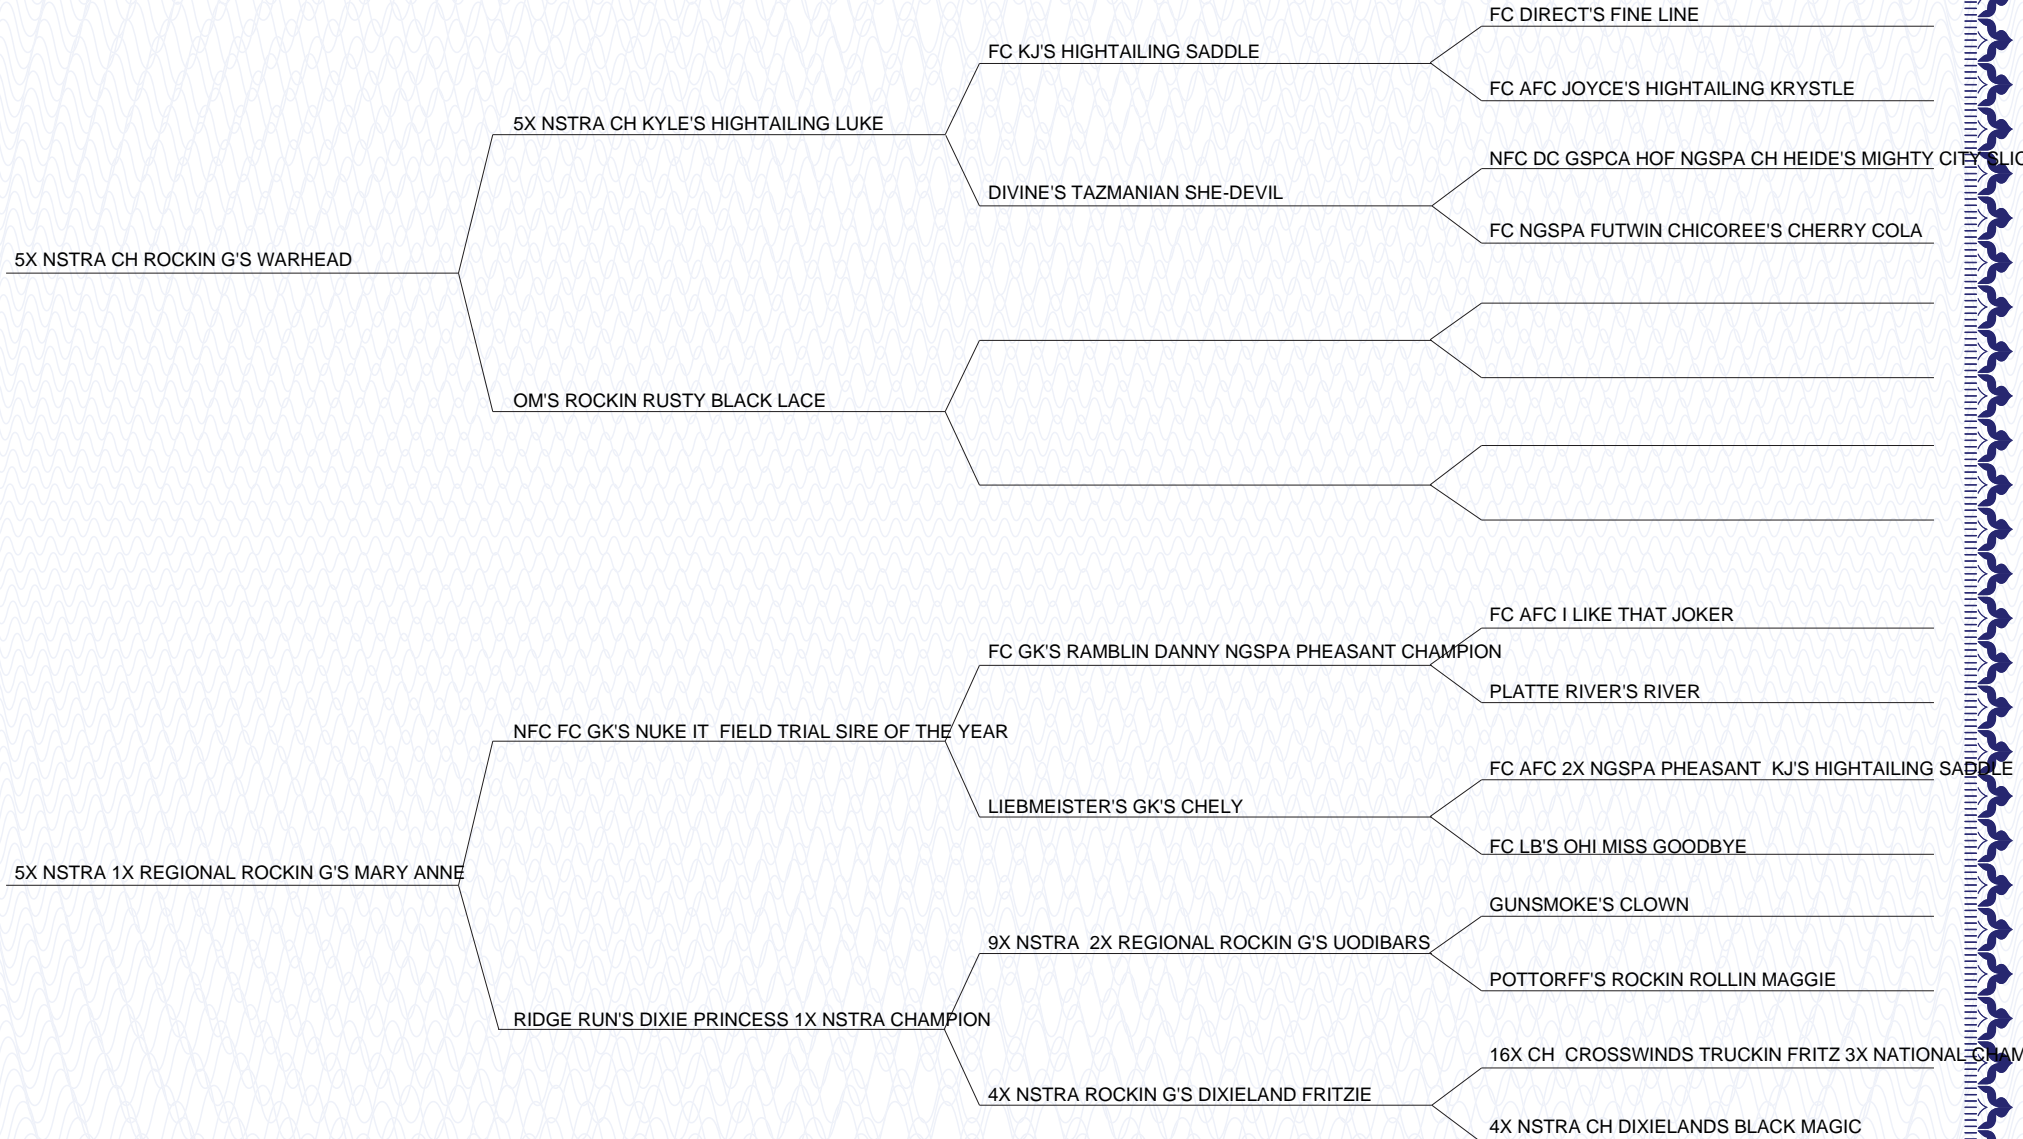 FC DIRECT'S FINE LINE
FC KJ'S HIGHTAILING SADDLE
FC AFC JOYCE'S HIGHTAILING KRYSTLE
5X NSTRA CH KYLE'S HIGHTAILING LUKE
NFC DC GSPCA HOF NGSPA CH HEIDE'S MIGHTY CITY
DIVINE'S TAZMANIAN SHE-DEVIL
FC NGSPA FUTWIN CHICOREE'S CHERRY COLA
5X NSTRA CH ROCKIN G'S WARHEAD
OM'S ROCKIN RUSTY BLACK LACE
FC AFC I LIKE THAT JOKER
FC GK'S RAMBLIN DANNY NGSPA PHEASANT CHAMPION
PLATTE RIVER'S RIVER
NFC FC GK'S NUKE IT  FIELD TRIAL SIRE OF THE YEAR
FC AFC 2X NGSPA PHEASANT  KJ'S HIGHTAILING SADDLE
LIEBMEISTER'S GK'S CHELY
FC LB'S OHI MISS GOODBYE
5X NSTRA 1X REGIONAL ROCKIN G'S MARY ANNE
GUNSMOKE'S CLOWN
9X NSTRA  2X REGIONAL ROCKIN G'S UODIBARS
POTTORFF'S ROCKIN ROLLIN MAGGIE
RIDGE RUN'S DIXIE PRINCESS 1X NSTRA CHAMPION
16X CH  CROSSWINDS TRUCKIN FRITZ 3X NATIONAL
4X NSTRA ROCKIN G'S DIXIELAND FRITZIE
4X NSTRA CH DIXIELANDS BLACK MAGIC